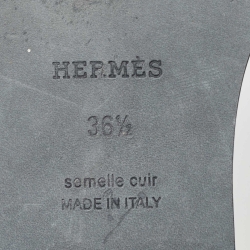 HERMÈS
36½
semelle cuir
MADE IN ITALY